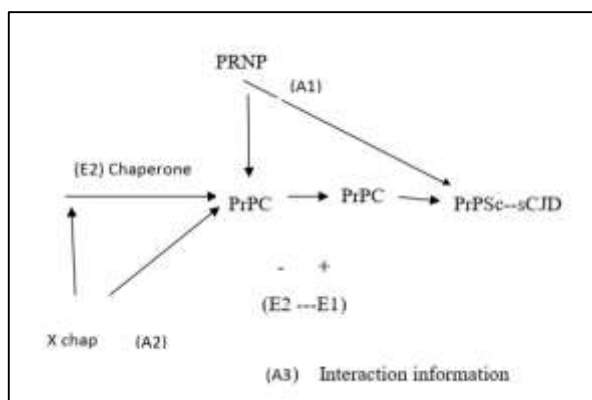 PRNP
(A1)
(E2) Chaperone
PrPC PrPC PrPSc--sCJD
- +
(E2 ---E1)
X chap (A2)
(A3) Interaction information